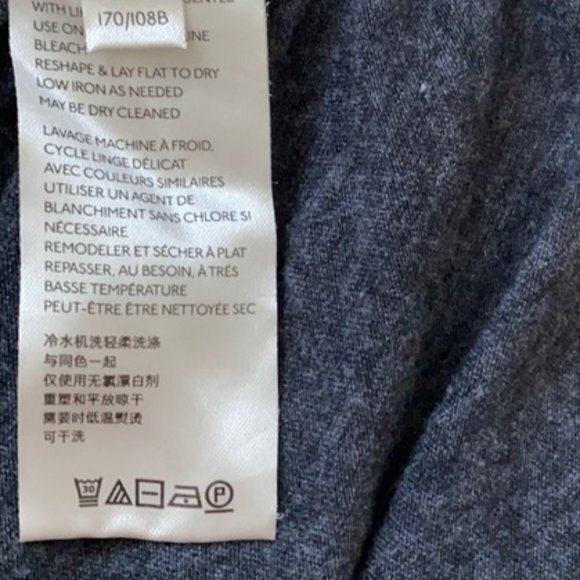 WITH LI
170/108B
USE ON INE
BLEACH
RESHAPE & LAY FLAT TO DRY
LOW IRON AS NEEDED
MAY BE DRY CLEANED
LAVAGE MACHINE À FROID,
CYCLE LINGE DÉLICAT
AVEC COULEURS SIMILAIRES
UTILISER UN AGENT DE
BLANCHIMENT SANS CHLORE SI
NÉCESSAIRE
REMODELER ET SÉCHER À PLAT
REPASSER, AU BESOIN, À TRÉS
BASSE TEMPÉRATURE
PEUT-ÊTRE ÊTRE NETTOYÉE SEC
冷水机洗轻柔洗涤
与同色一起
仅使用无氯漂白剂
重塑和平放晾干
需要时低温熨烫
可干洗
30 P